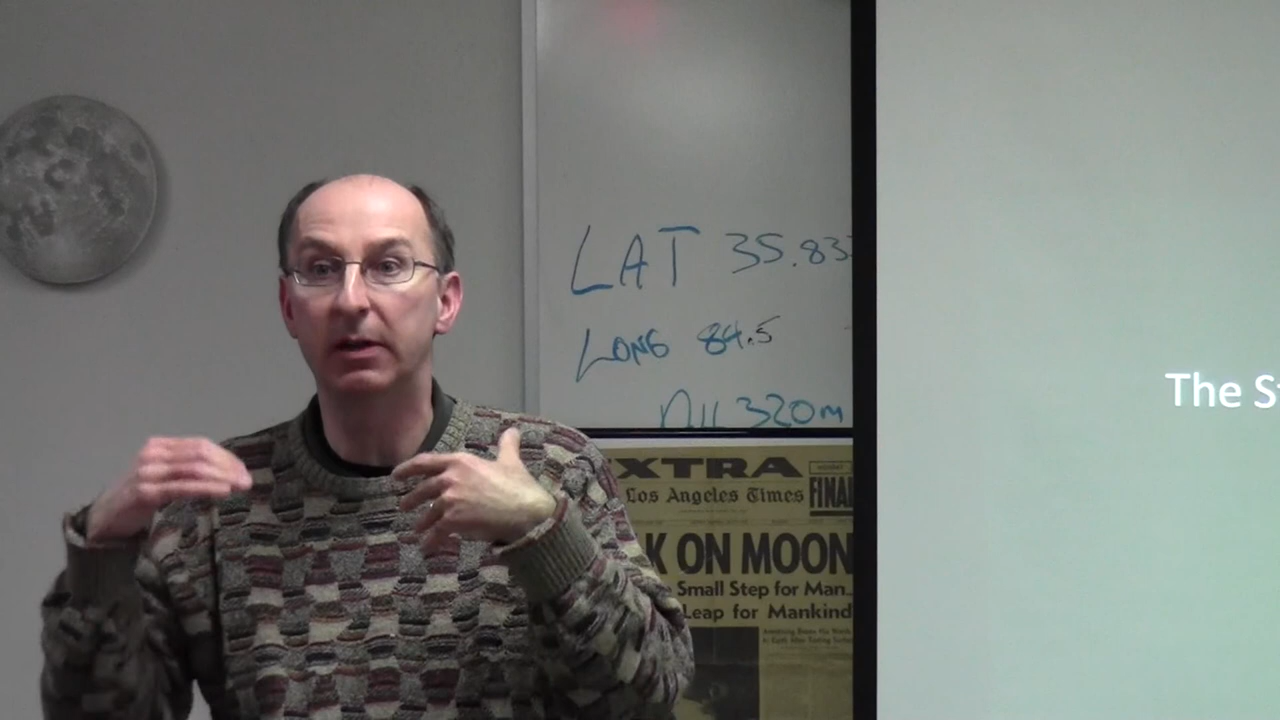 LAT 35.83
LONG 84.5
320m
EXTRA
Los Angeles Times
FINAL
K ON MOON
Small Step for Man...
Leap for Mankind
The St